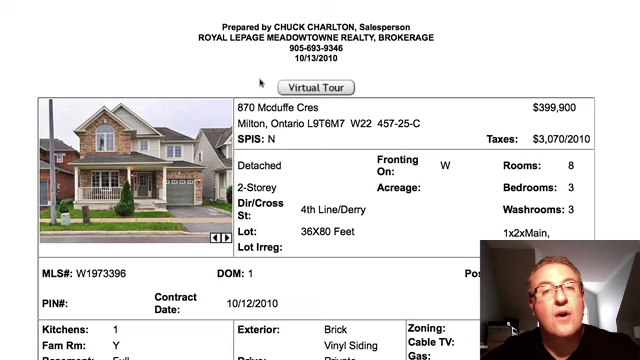 Prepared by CHUCK CHARLTON, Salesperson
ROYAL LEPAGE MEADOWTOWNE REALTY, BROKERAGE
905-693-9346
10/13/2010
Virtual Tour
870 Mcduffe Cres $399,900
Milton, Ontario L9T6M7 W22 457-25-C
SPIS: N Taxes: $3,070/2010
Detached Fronting On: W Rooms: 8
2-Storey Acreage: Bedrooms: 3
Dir/Cross St: 4th Line/Derry Washrooms: 3
Lot: 36X80 Feet 1x2xMain,
Lot Irreg:
MLS#: W1973396 DOM: 1
PIN#: Contract Date: 10/12/2010
Kitchens: 1 Exterior: Brick Zoning:
Fam Rm: Y Vinyl Siding Cable TV:
Basement: Full Drive: Private Gas: